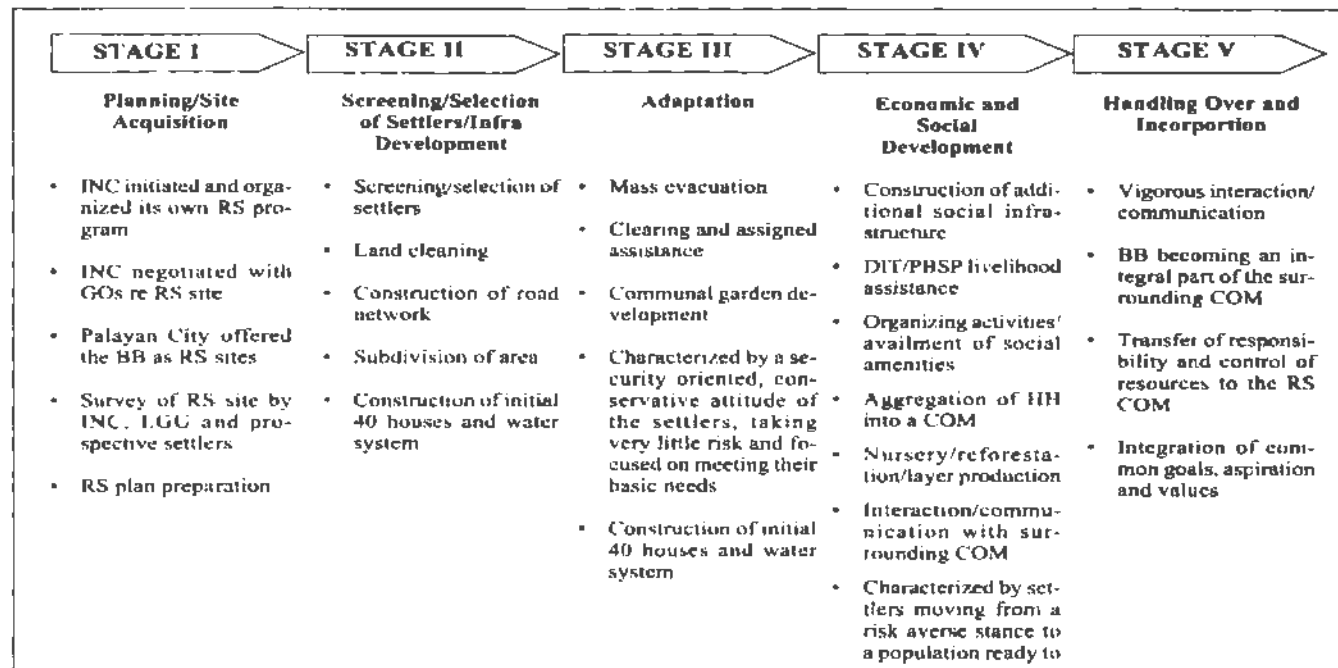 STAGE I
Planning/Site
Acquisition
• INC initiated and orga-
nized its own RS pro-
gram
• INC negotiated with
GOs re RS site
• Palayan City offered
the BB as RS sites
• Survey of RS site by
INC, LGU and pro-
spective settlers
• RS plan preparation
STAGE II
Screening/Selection
of Settlers/Infra
Development
• Screening/selection of
settlers
• Land cleaning
• Construction of road
network
• Subdivision of area
• Construction of initial
40 houses and water
system
STAGE III
Adaptation
• Mass evacuation
• Clearing and assigned
assistance
• Communal garden de-
velopment
• Characterized by a se-
curity oriented, con-
servative attitude of
the settlers, taking
very little risk and fo-
cused on meeting their
basic needs
• Construction of initial
40 houses and water
system
STAGE IV
Economic and
Social
Development
• Construction of addi-
tional social infra-
structure
• DIT/PBSP livelihood
assistance
• Organizing activities/
availment of social
amenities
• Aggregation of HH
into a COM
• Nursery/reforesta-
tion/layer production
• Interaction/commu-
nication with sur-
rounding COM
• Characterized by set-
tlers moving from a
risk averse stance to
a population ready to
STAGE V
Handling Over and
Incorportion
• Vigorous interaction/
communication
• BB becoming an in-
tegral part of the sur-
rounding COM
• Transfer of responsi-
bility and control of
resources to the RS
COM
• Integration of com-
mon goals, aspiration
and values